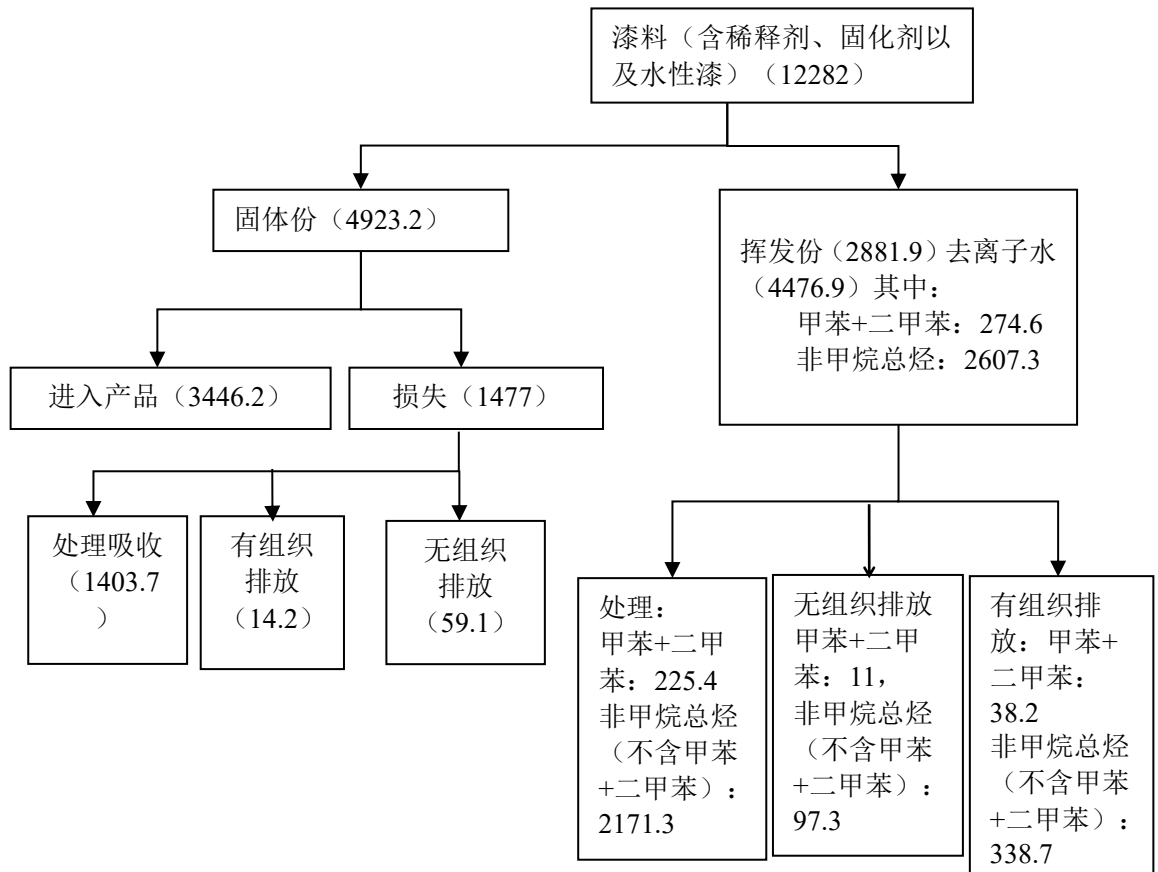 漆料（含稀释剂、固化剂以
及水性漆）（12282）
固体份（4923.2）
挥发份（2881.9）去离子水
（4476.9）其中：
甲苯+二甲苯：274.6
非甲烷总烃：2607.3
进入产品（3446.2）
损失（1477）
处理吸收
（1403.7
）
有组织
排放
（14.2）
无组织
排放
（59.1）
处理：
甲苯+二甲
苯：225.4
非甲烷总烃
（不含甲苯
+二甲苯）：
2171.3
无组织排放
甲苯+二甲
苯：11，
非甲烷总烃
（不含甲苯
+二甲苯）：
97.3
有组织排
放：甲苯+
二甲苯：
38.2
非甲烷总烃
（不含甲苯
+二甲苯）：
338.7